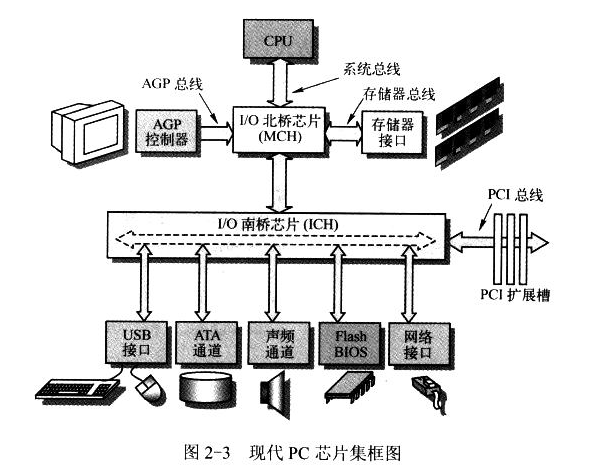 CPU
系统总线
AGP 总线
存储器总线
AGP
控制器
I/O 北桥芯片
(MCH)
存储器
接口
PCI 总线
I/O 南桥芯片 (ICH)
PCI 扩展槽
USB
接口
ATA
通道
声频
通道
Flash
BIOS
网络
接口
图 2-3 现代 PC 芯片集框图